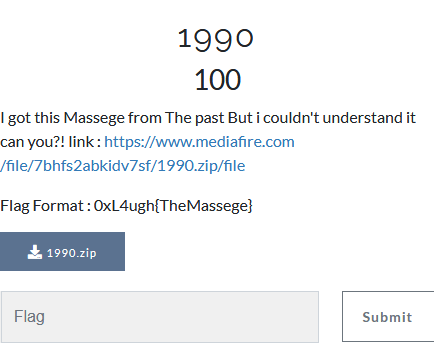 1990
100
I got this Massege from The past But i couldn't understand it
can you?! link : https://www.mediafire.com
/file/7bhfs2abkidv7sf/1990.zip/file
Flag Format : 0xL4ugh{TheMassege}
1990.zip
Flag
Submit